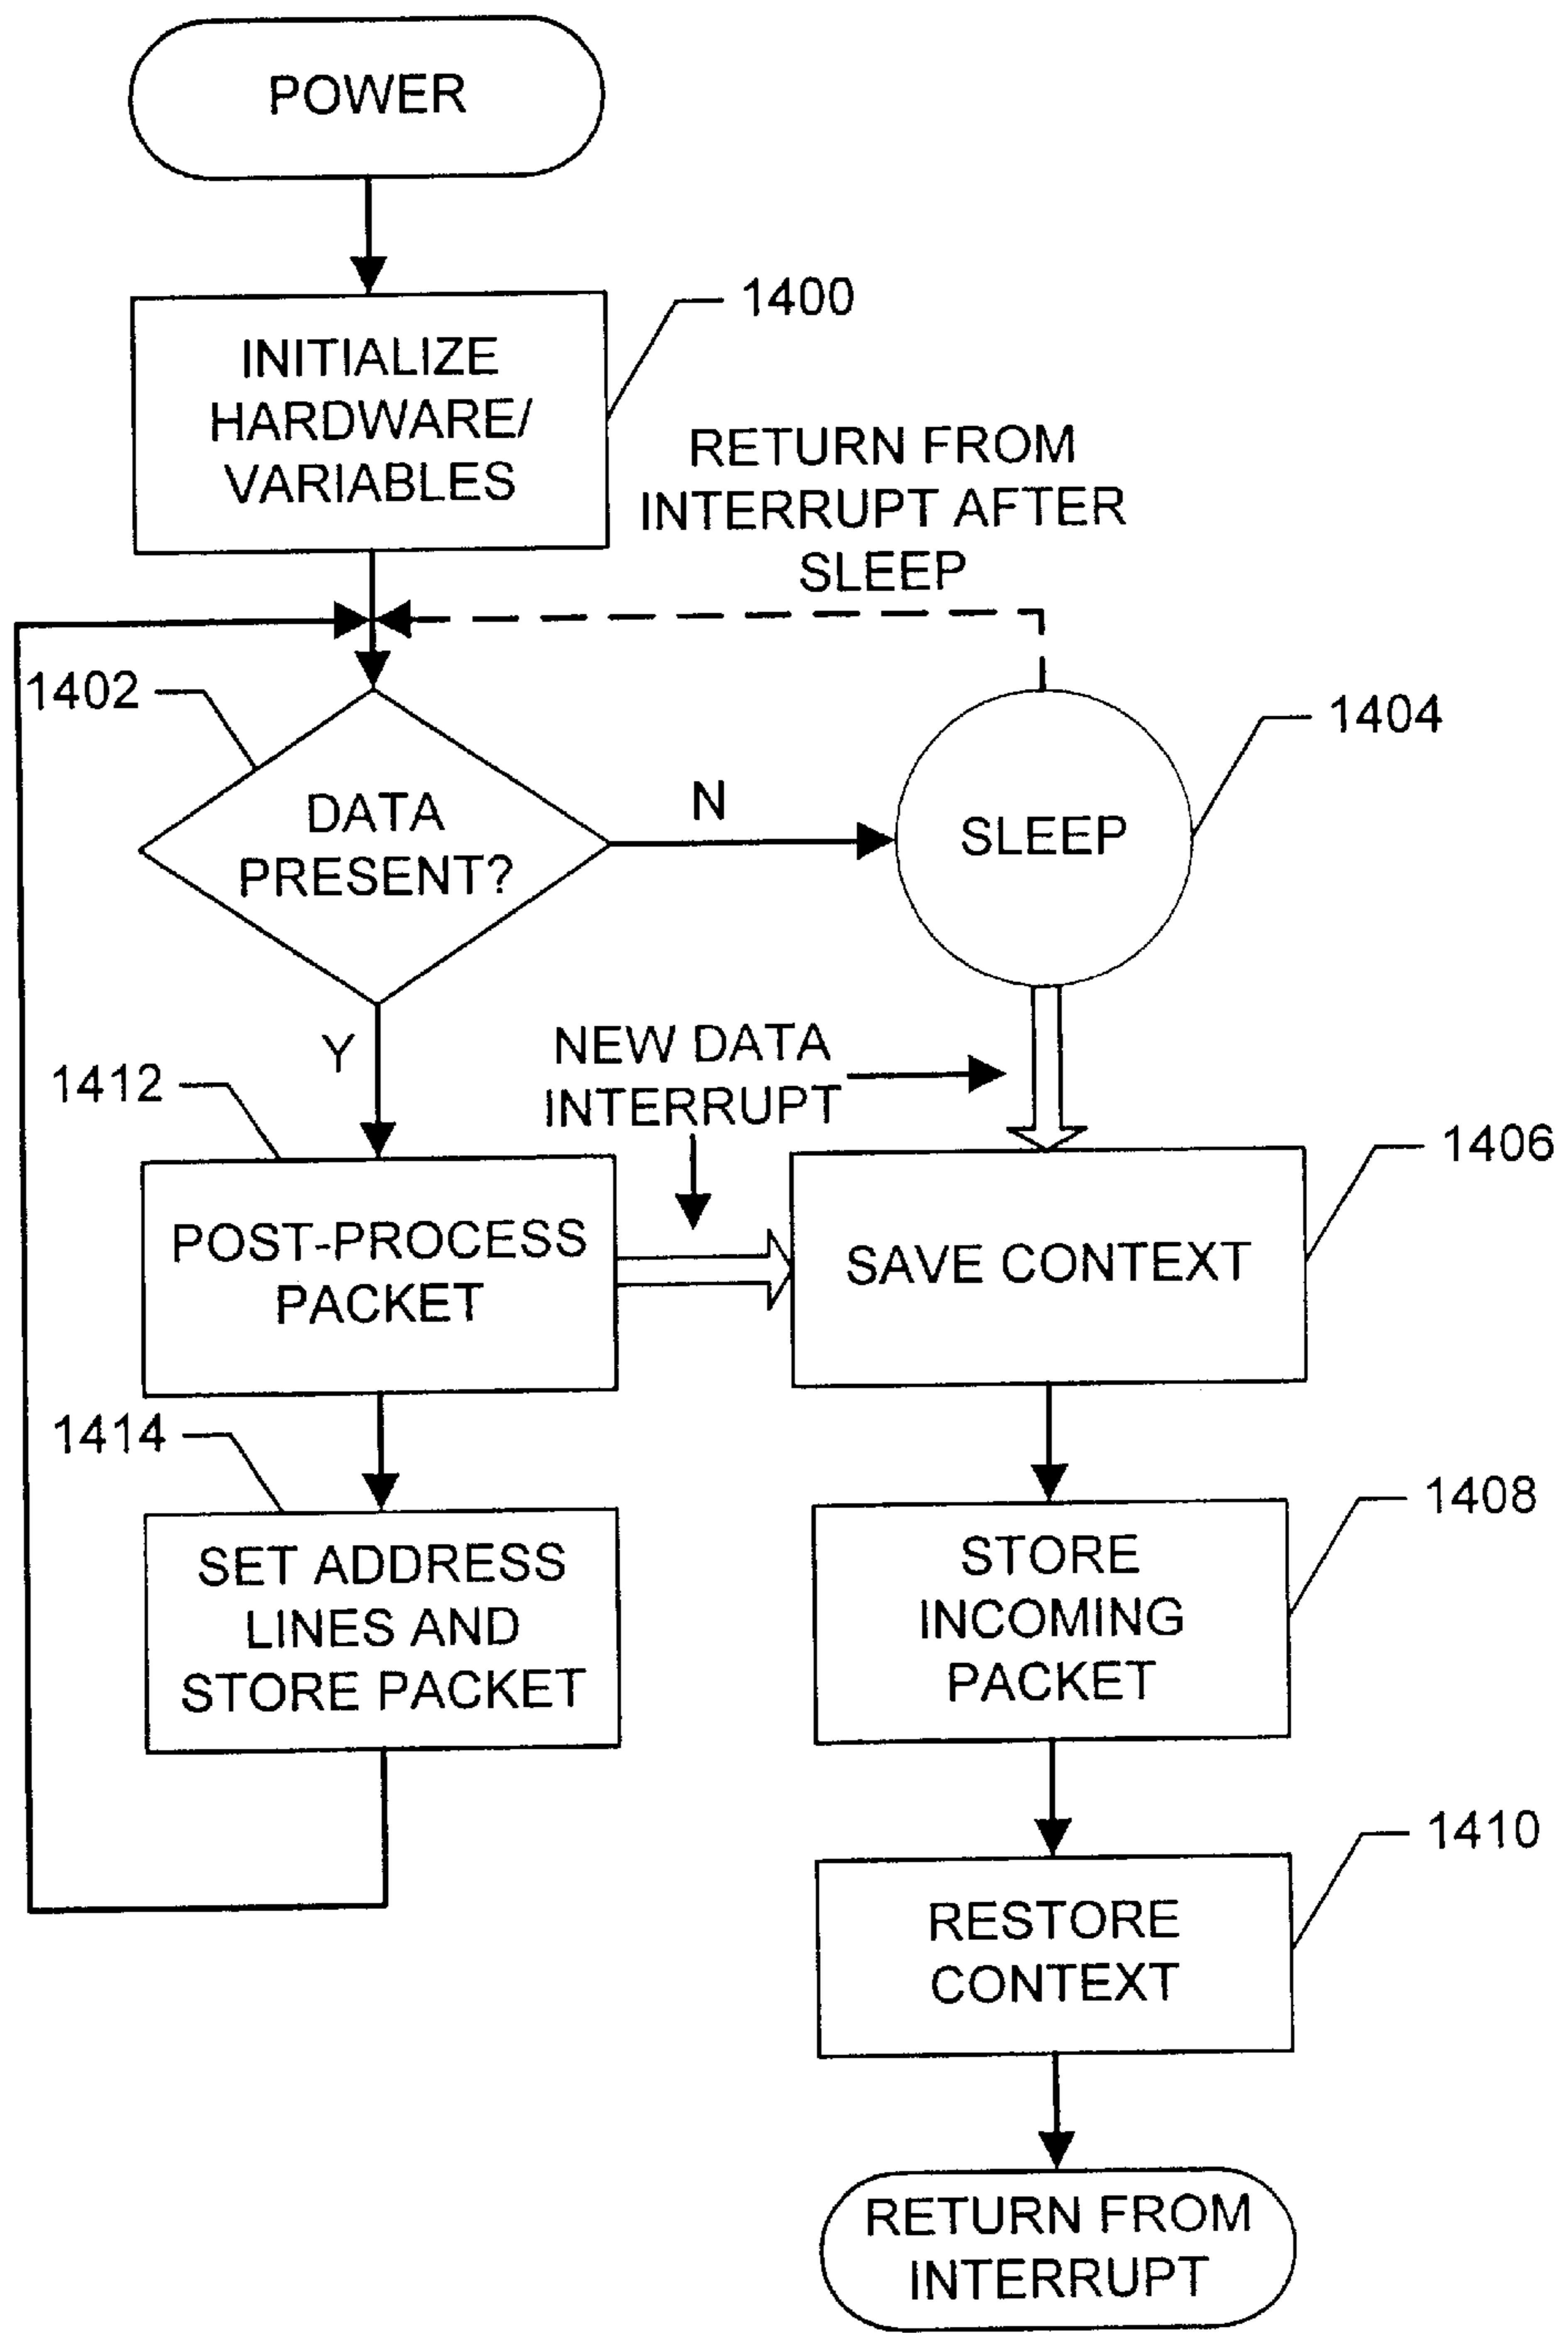 POWER
1400
INITIALIZE
HARDWARE/
VARIABLES
RETURN FROM
INTERRUPT AFTER
SLEEP
1402
1404
DATA
PRESENT?
N
SLEEP
Y
NEW DATA
INTERRUPT
1412
1406
POST-PROCESS
PACKET
SAVE CONTEXT
1414
1408
SET ADDRESS
LINES AND
STORE PACKET
STORE
INCOMING
PACKET
1410
RESTORE
CONTEXT
RETURN FROM
INTERRUPT